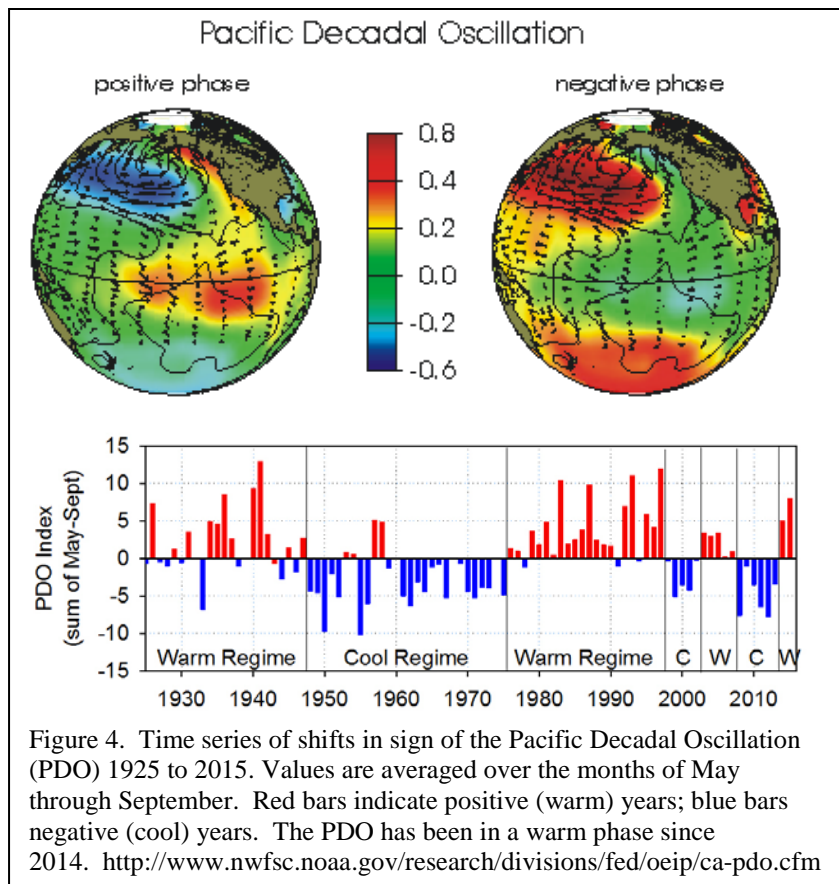 Pacific Decadal Oscillation
positive phase
negative phase
0.8
0.4
0.2
0.0
-0.2
-0.6
15
10
5
0
-5
-10
-15
PDO Index
(sum of May-Sept)
Warm Regime
Cool Regime
Warm Regime
C
W
C
W
1930 1940 1950 1960 1970 1980 1990 2000 2010
Figure 4.  Time series of shifts in sign of the Pacific Decadal Oscillation
(PDO) 1925 to 2015. Values are averaged over the months of May
through September.  Red bars indicate positive (warm) years; blue bars
negative (cool) years.  The PDO has been in a warm phase since
2014.  http://www.nwfsc.noaa.gov/research/divisions/fed/oeip/ca-pdo.cfm